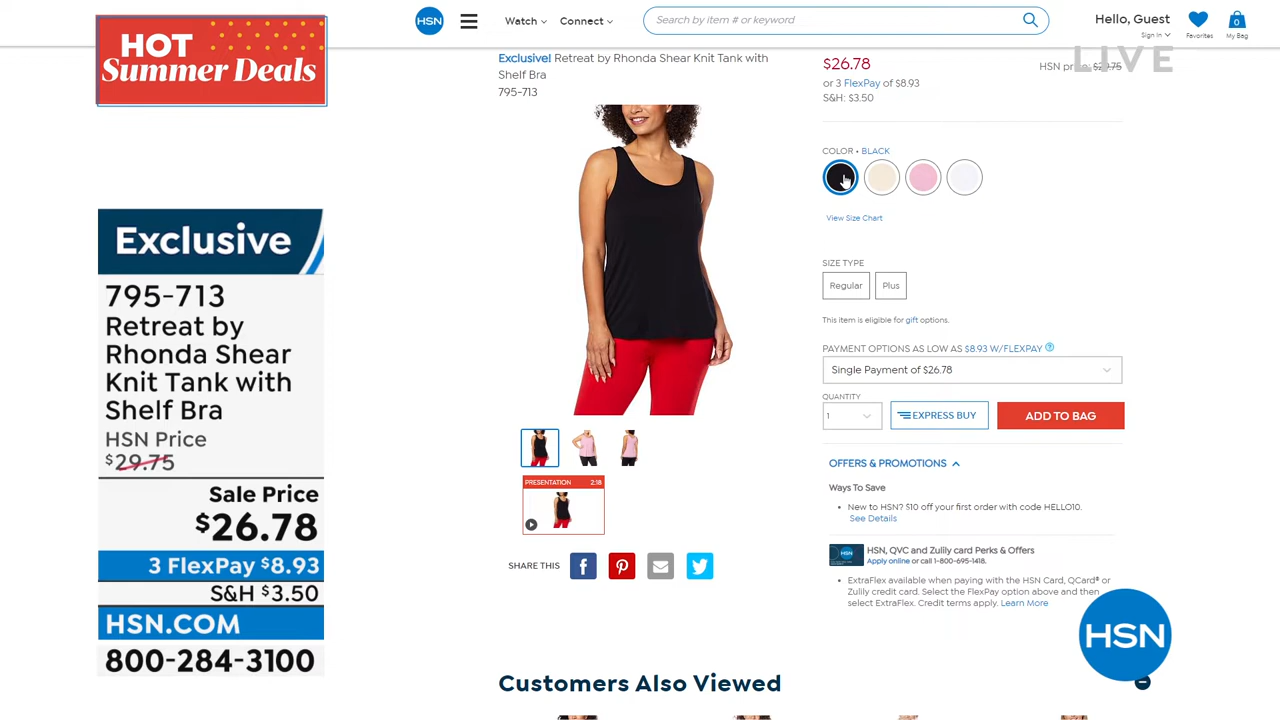 HOT
Summer Deals
Exclusive
795-713
Retreat by
Rhonda Shear
Knit Tank with
Shelf Bra
HSN Price
$29.75
Sale Price
$26.78
3 FlexPay $8.93
S&H $3.50
HSN.COM
800-284-3100
HSN
Watch
Connect
Search by item # or keyword
Hello, Guest
Sign In
Favorites
0
My Bag
LIVE
Exclusive! Retreat by Rhonda Shear Knit Tank with
Shelf Bra
795-713
PRESENTATION 2:18
SHARE THIS
$26.78
HSN price: $29.75
or 3 FlexPay of $8.93
S&H: $3.50
COLOR • BLACK
View Size Chart
SIZE TYPE
Regular
Plus
This item is eligible for gift options.
PAYMENT OPTIONS AS LOW AS $8.93 W/FLEXPAY ?
Single Payment of $26.78
QUANTITY
1
EXPRESS BUY
ADD TO BAG
OFFERS & PROMOTIONS
Ways To Save
• New to HSN? $10 off your first order with code HELLO10.
See Details
HSN
HSN, QVC and Zulily card Perks & Offers
Apply online or call 1-800-695-1418.
• ExtraFlex available when paying with the HSN Card, QCard® or
Zulily credit card. Select the FlexPay option above and then
select ExtraFlex. Credit terms apply. Learn More
HSN
Customers Also Viewed